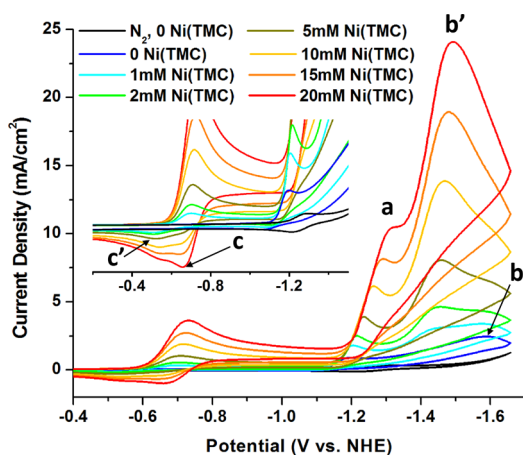 N₂, 0 Ni(TMC) 5mM Ni(TMC)
0 Ni(TMC) 10mM Ni(TMC)
1mM Ni(TMC) 15mM Ni(TMC)
2mM Ni(TMC) 20mM Ni(TMC)
b'
a
c
c'
b
-0.4 -0.8 -1.2
25
20
15
10
5
0
-0.4 -0.6 -0.8 -1.0 -1.2 -1.4 -1.6
Current Density (mA/cm²)
Potential (V vs. NHE)